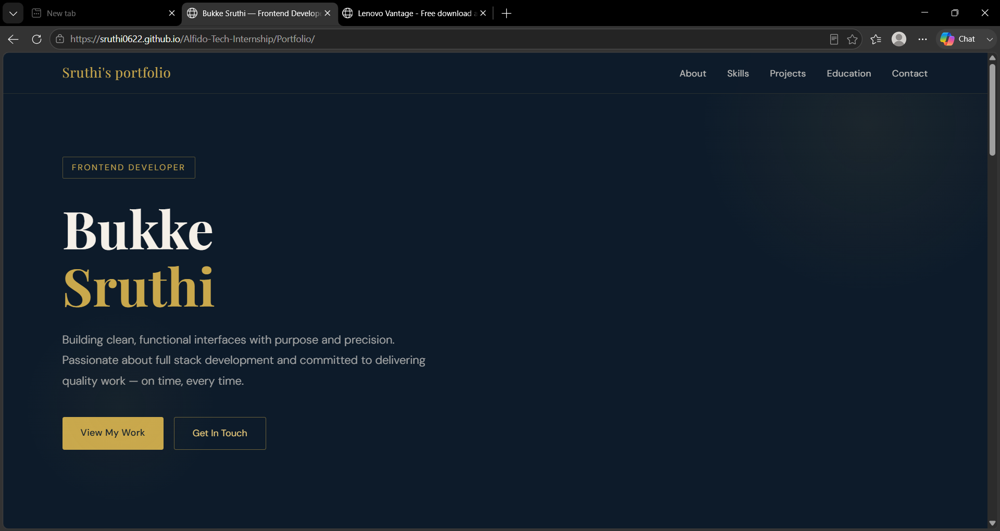 New tab
Bukke Sruthi — Frontend Develope
Lenovo Vantage - Free download a
https://sruthi0622.github.io/Alfido-Tech-Internship/Portfolio/
Chat
Sruthi's portfolio
About
Skills
Projects
Education
Contact
FRONTEND DEVELOPER
Bukke
Sruthi
Building clean, functional interfaces with purpose and precision.
Passionate about full stack development and committed to delivering
quality work — on time, every time.
View My Work
Get In Touch